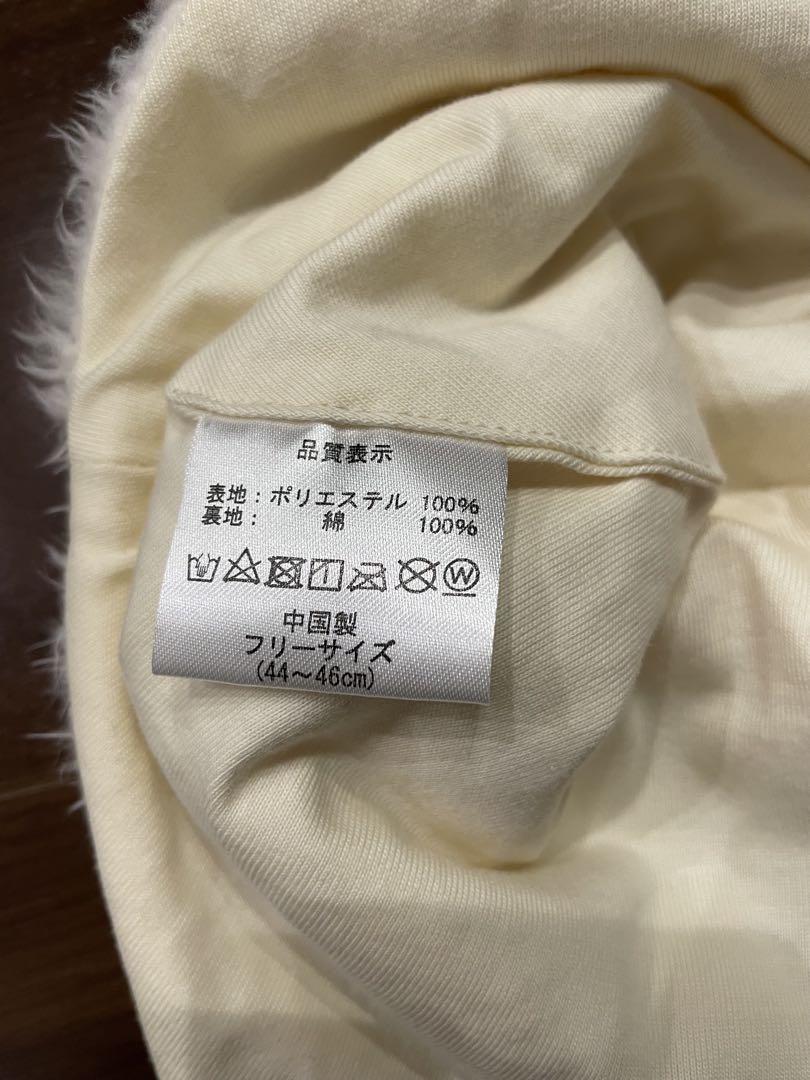 品質表示
表地：ポリエステル 100%
裏地： 綿 100%
W
中国製
フリーサイズ
(44～46cm)